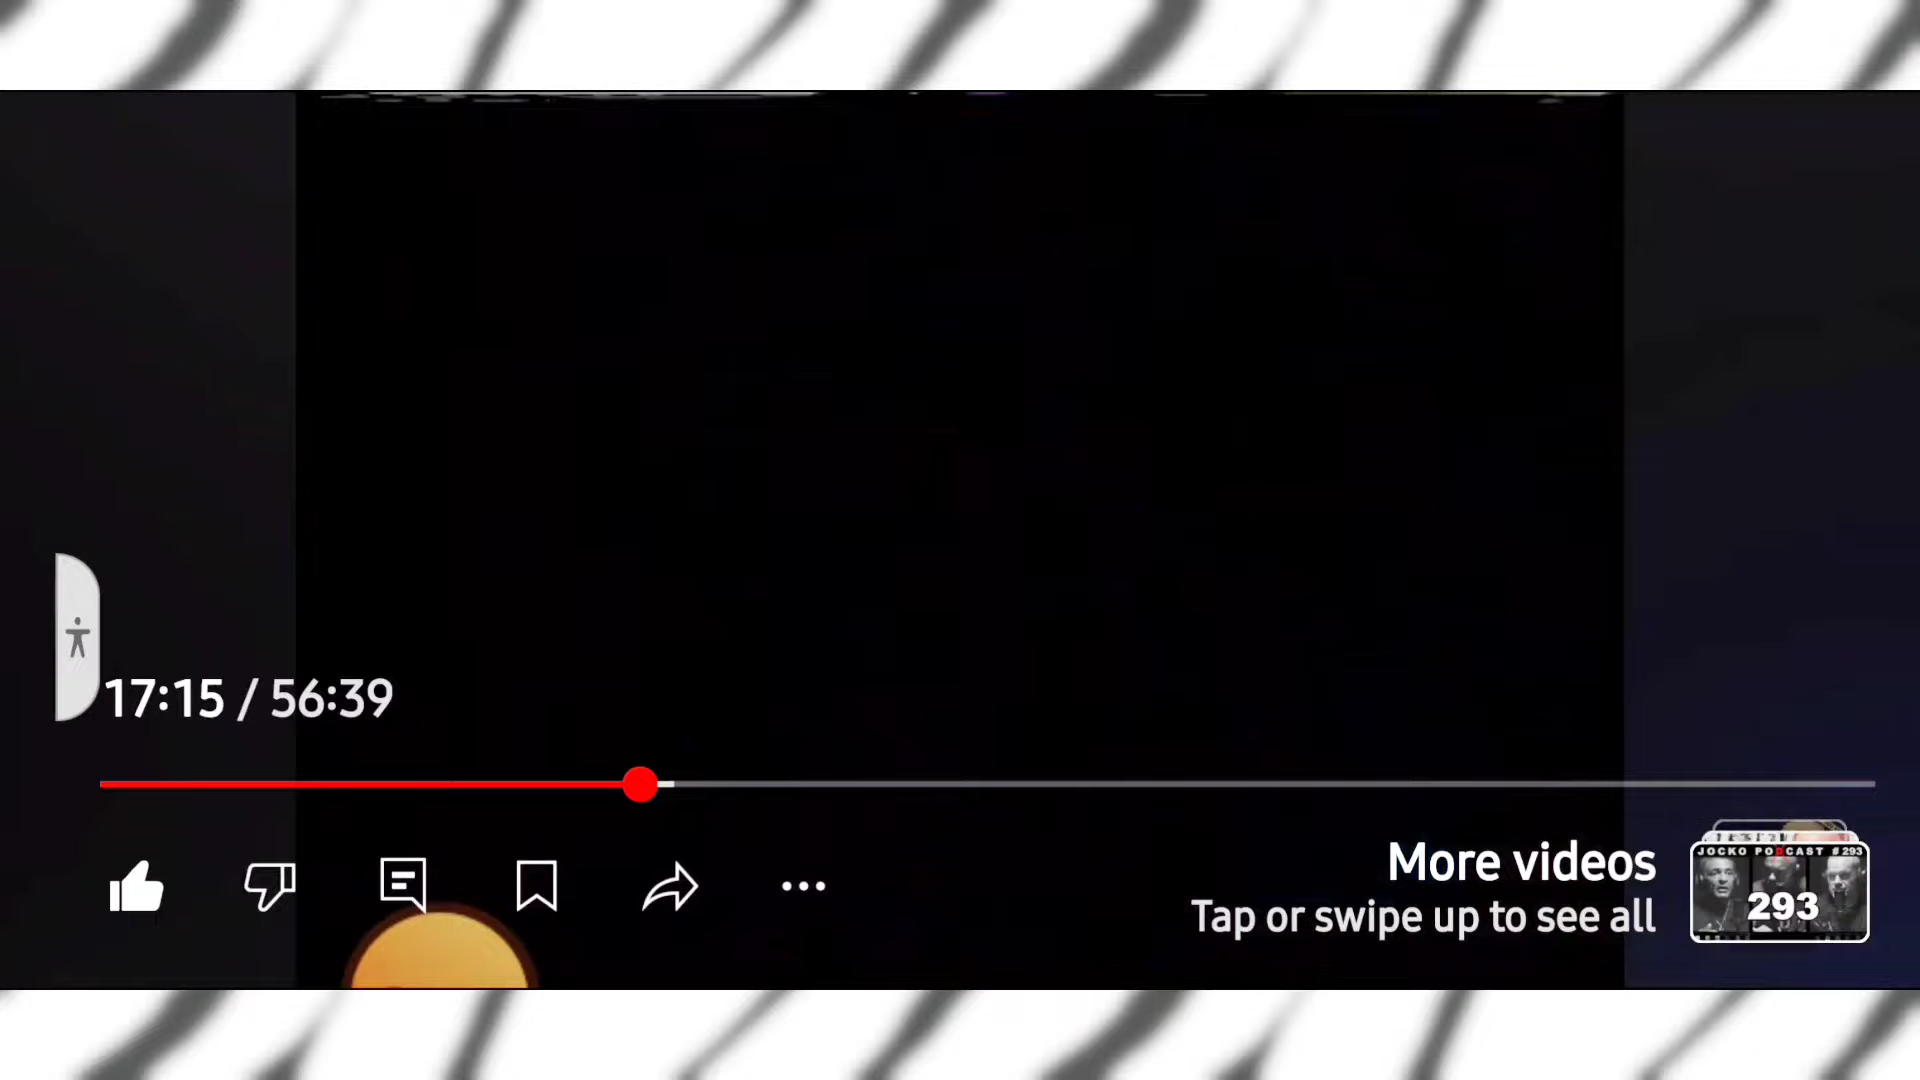 17:15 / 56:39
More videos
Tap or swipe up to see all
JOCKO PODCAST #293
293